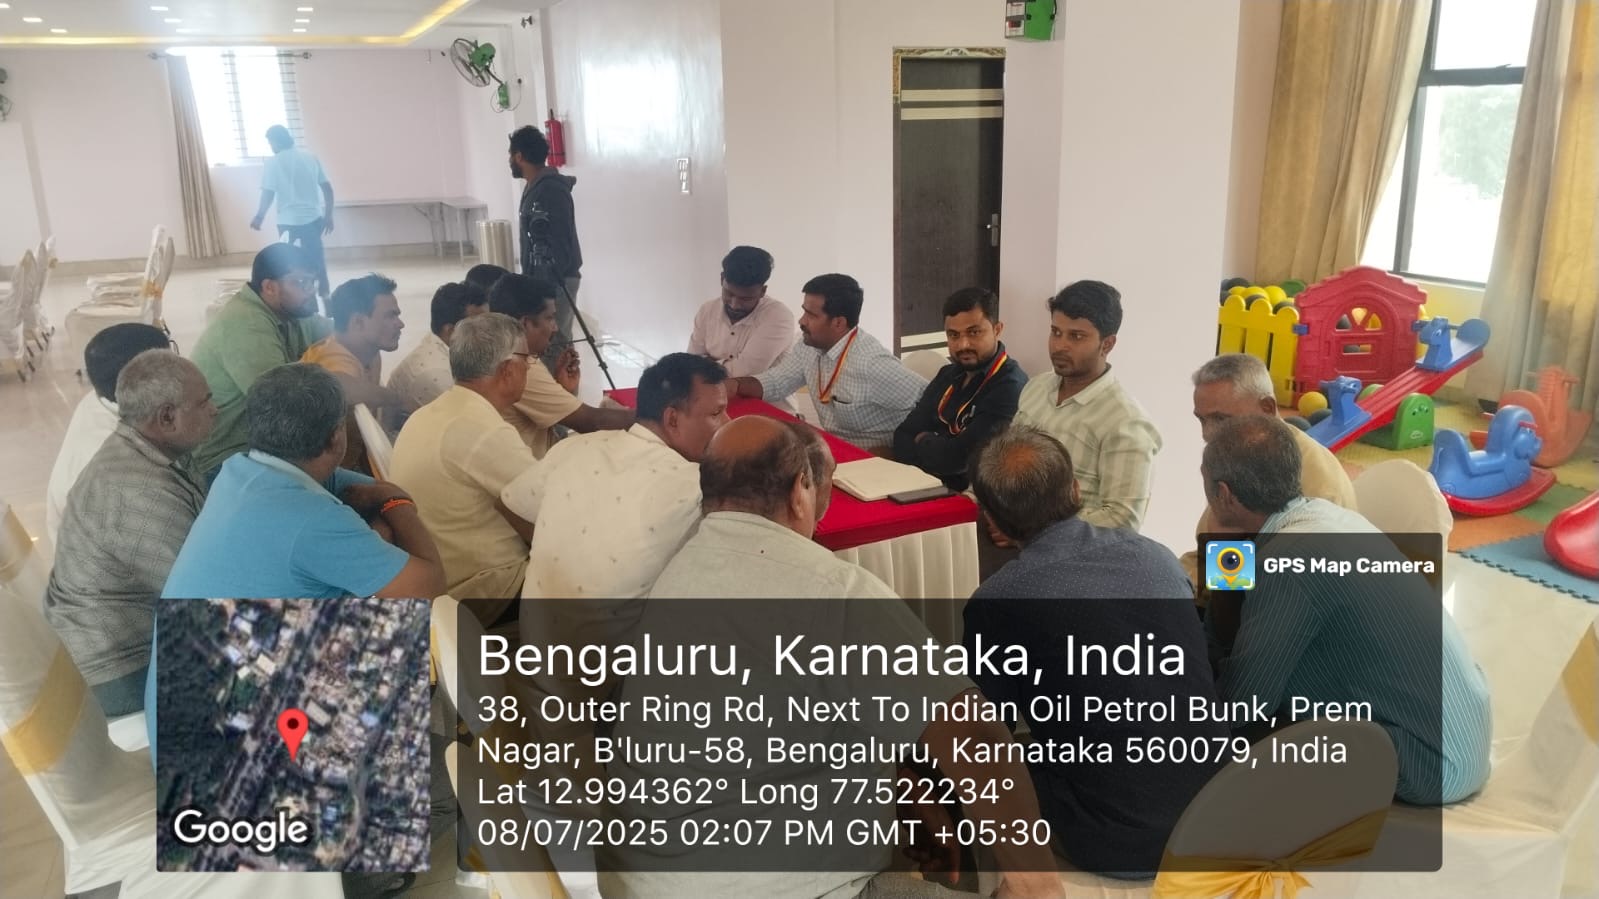 GPS Map Camera
Bengaluru, Karnataka, India
38, Outer Ring Rd, Next To Indian Oil Petrol Bunk, Prem
Nagar, B'luru-58, Bengaluru, Karnataka 560079, India
Lat 12.994362° Long 77.522234°
08/07/2025 02:07 PM GMT +05:30
Google